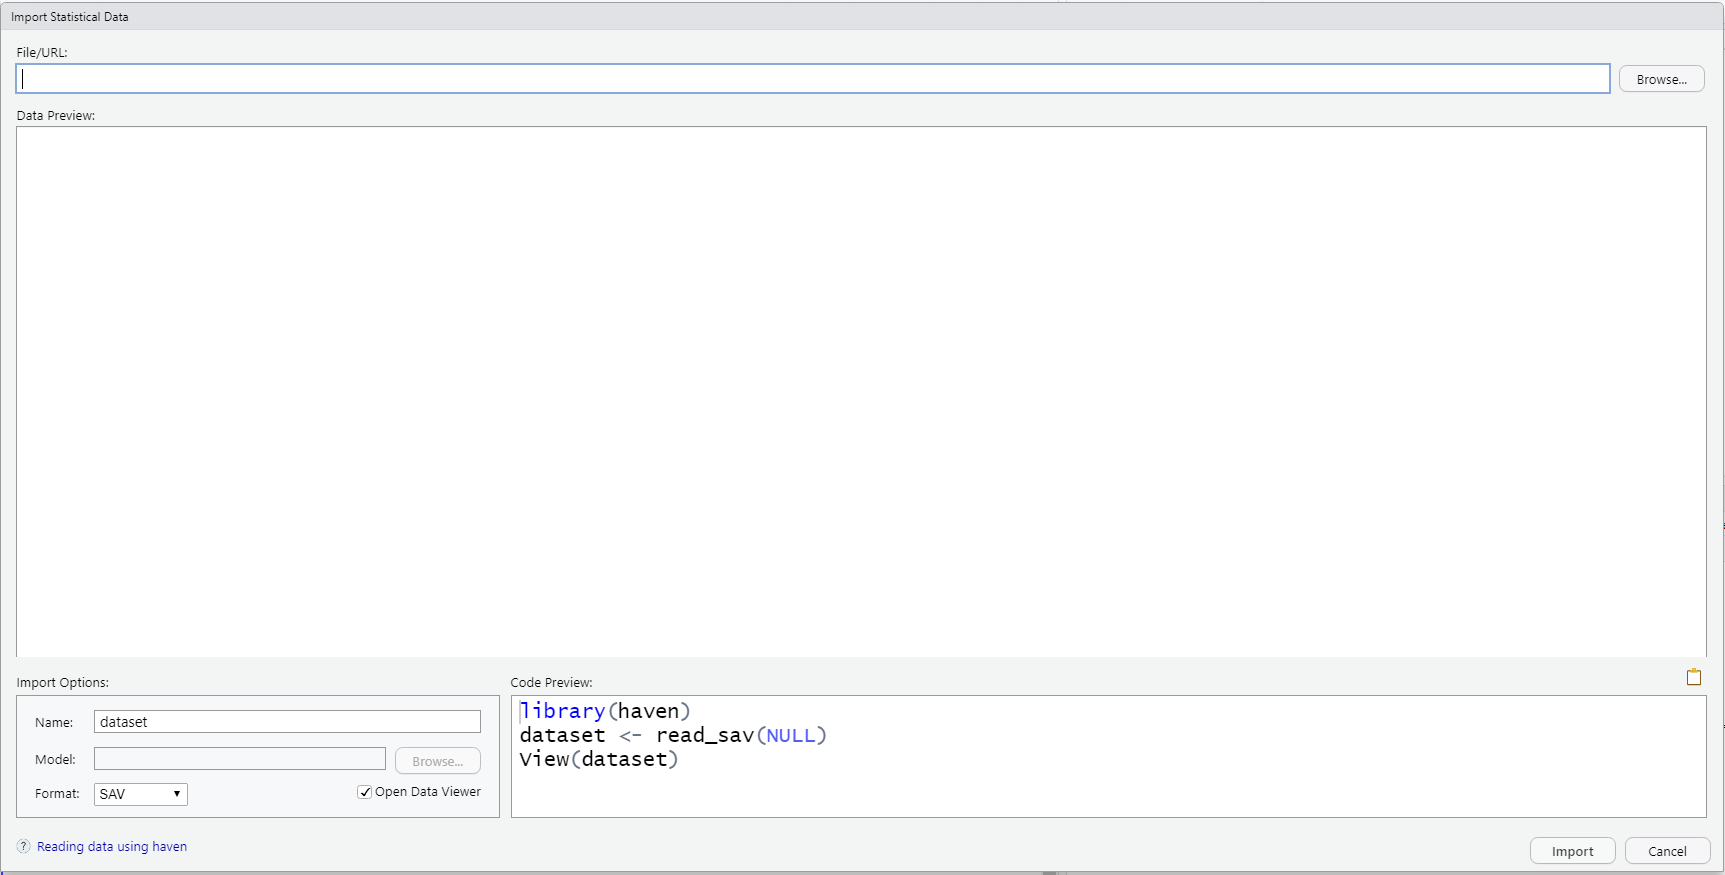 Import Statistical Data
File/URL:
Browse...
Data Preview:
Import Options:
Name: dataset
Model: Browse...
Format: SAV
Open Data Viewer
Code Preview:
library(haven)
dataset <- read_sav(NULL)
View(dataset)
? Reading data using haven
Import Cancel